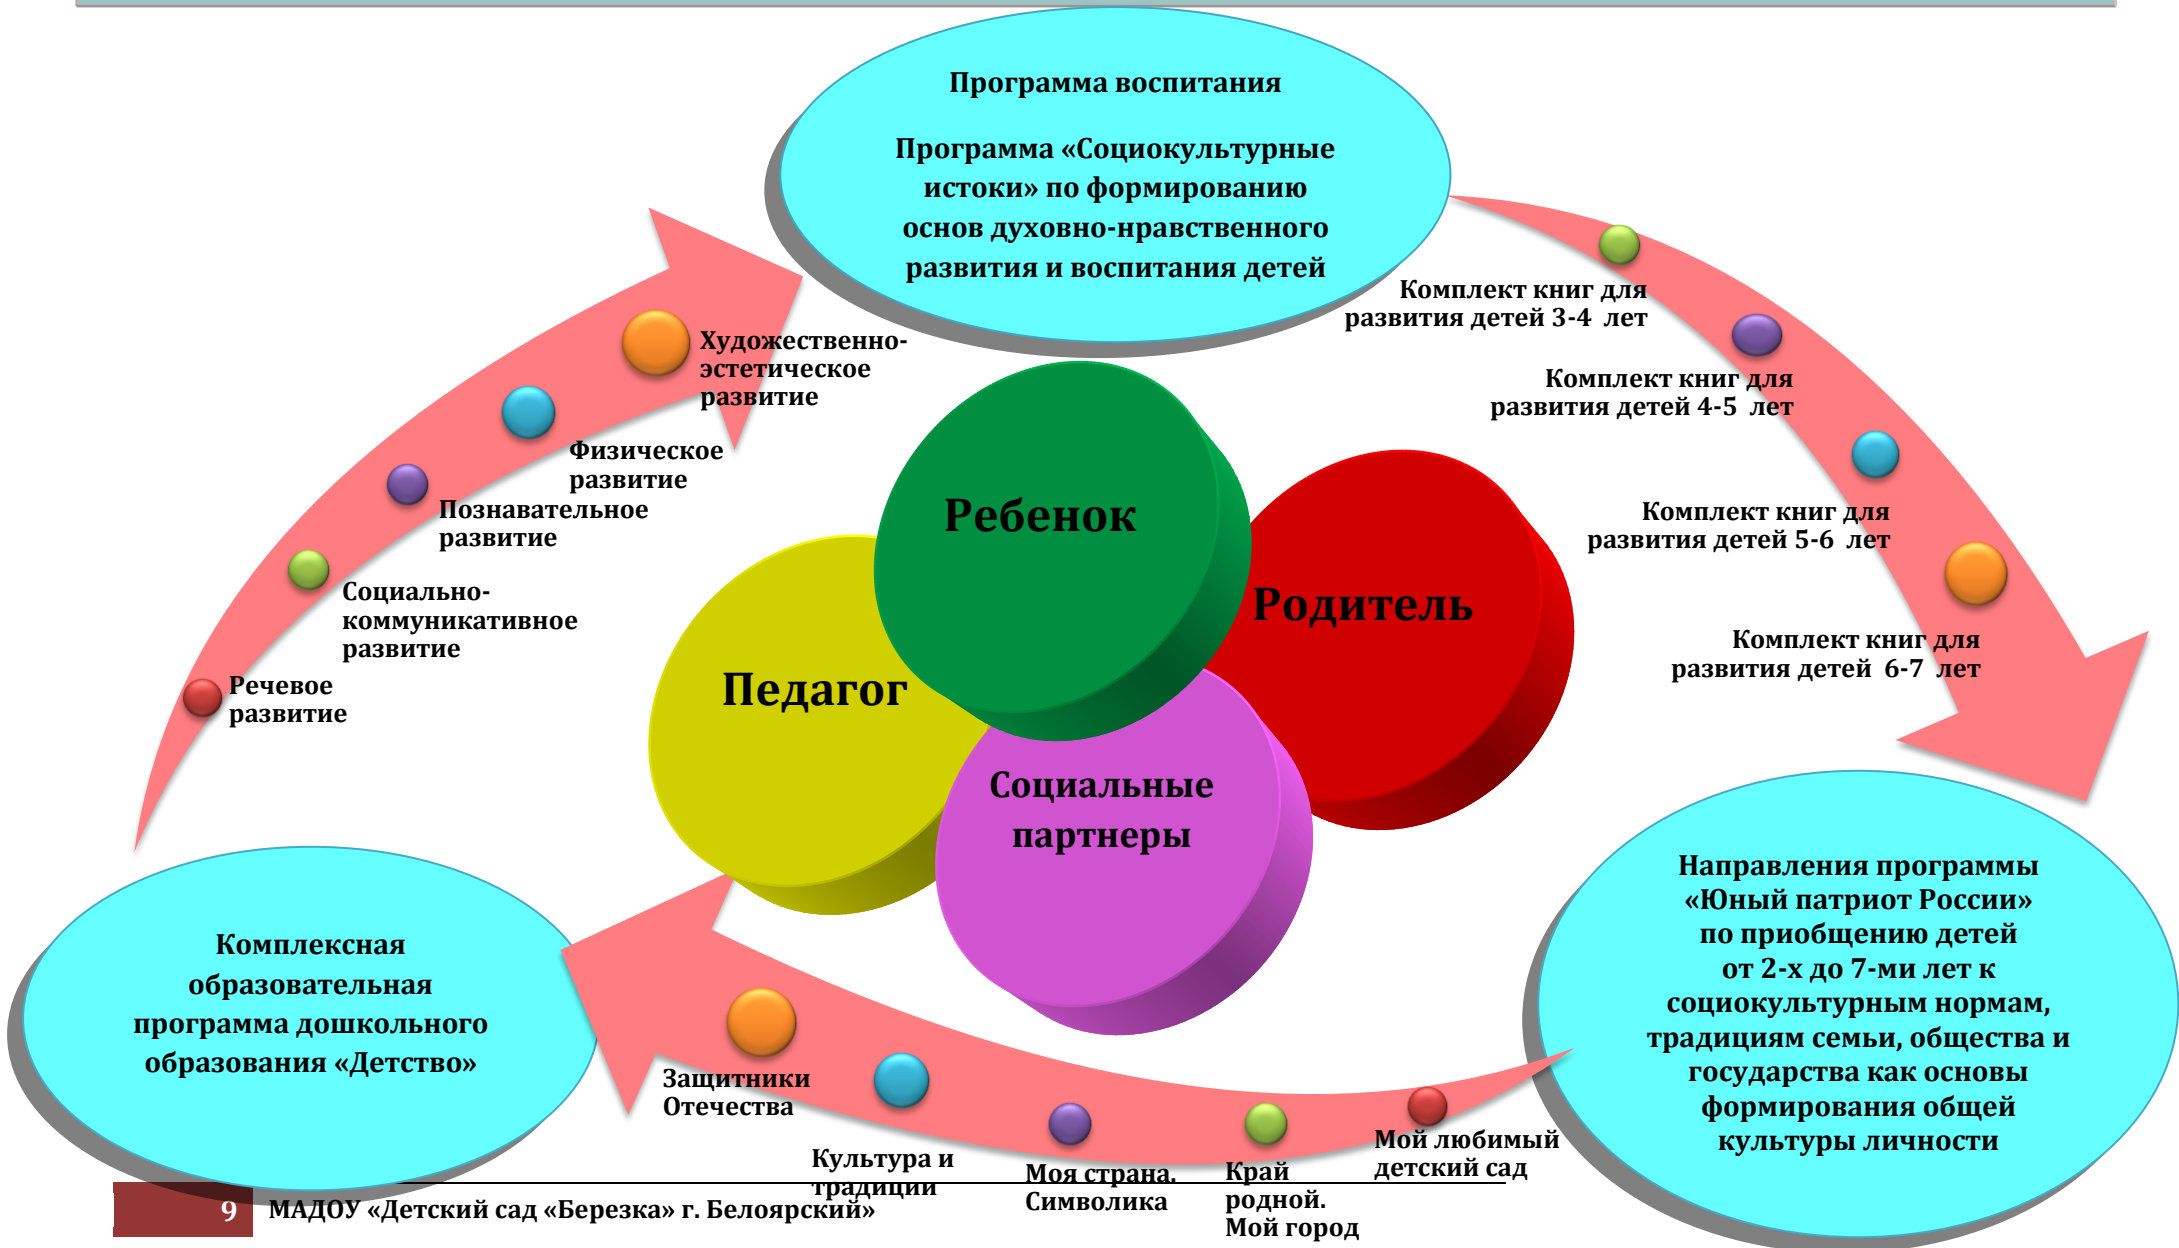 Программа воспитания
Программа «Социокультурные
истоки» по формированию
основ духовно-нравственного
развития и воспитания детей
Художественно-
эстетическое
развитие
Физическое
развитие
Познавательное
развитие
Социально-
коммуникативное
развитие
Речевое
развитие
Комплект книг для
развития детей 3-4 лет
Комплект книг для
развития детей 4-5 лет
Комплект книг для
развития детей 5-6 лет
Комплект книг для
развития детей 6-7 лет
Ребенок
Родитель
Педагог
Социальные
партнеры
Комплексная
образовательная
программа дошкольного
образования «Детство»
Направления программы
«Юный патриот России»
по приобщению детей
от 2-х до 7-ми лет к
социокультурным нормам,
традициям семьи, общества и
государства как основы
формирования общей
культуры личности
Защитники
Отечества
Культура и
традиции
Моя страна.
Символика
Край
родной.
Мой город
Мой любимый
детский сад
9 МАДОУ «Детский сад «Березка» г. Белоярский»